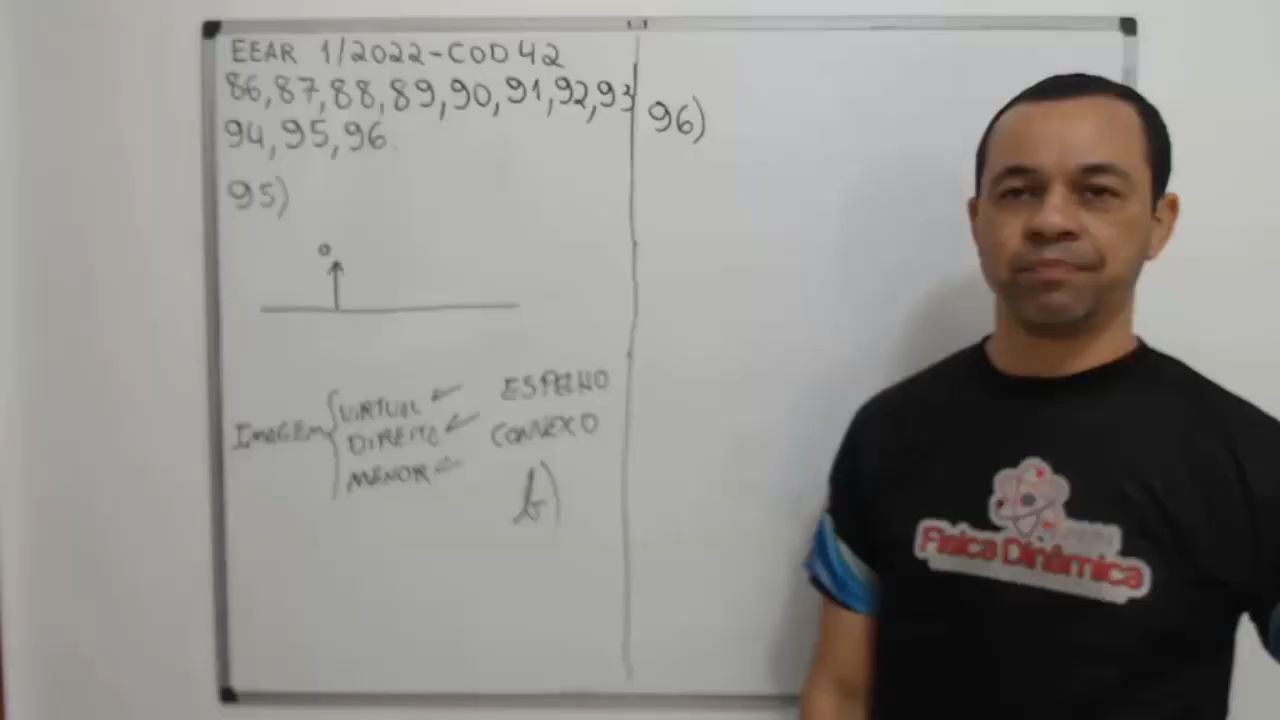 EEAR 1/2022-COD 42
86,87,88,89,90,91,92,93
94,95,96
95)
o
IMAGEM { VIRTUAL ←
DIREITA ←
MENOR ←
ESPELHO
CONVEXO
b)
96)
Física Dinâmica